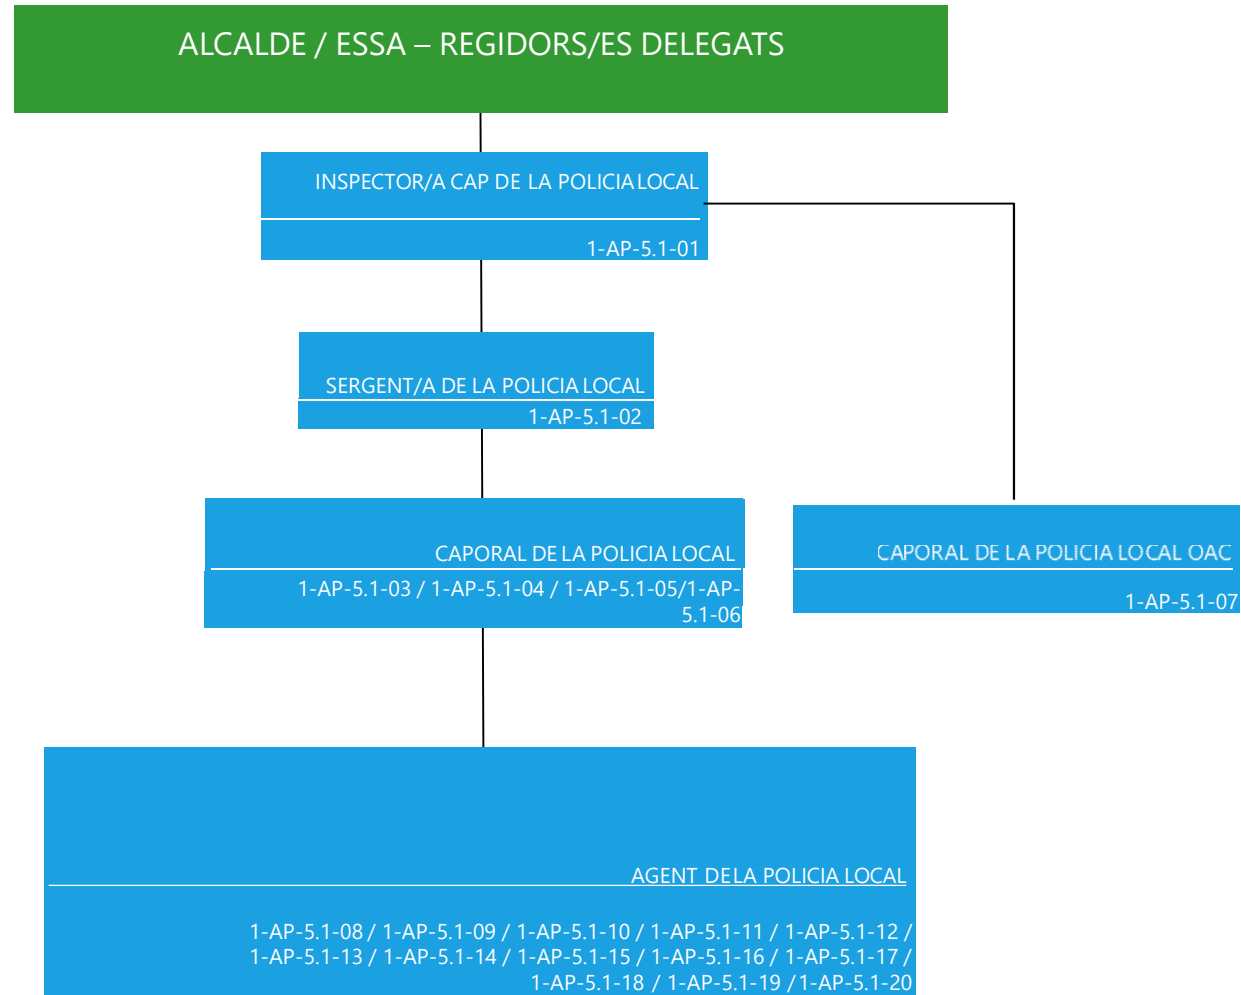 ALCALDE / ESSA – REGIDORS/ES DELEGATS
INSPECTOR/A CAP DE LA POLICIA LOCAL
1-AP-5.1-01
SERGENT/A DE LA POLICIA LOCAL
1-AP-5.1-02
CAPORAL DE LA POLICIA LOCAL
1-AP-5.1-03 / 1-AP-5.1-04 / 1-AP-5.1-05/1-AP-
5.1-06
CAPORAL DE LA POLICIA LOCAL OAC
1-AP-5.1-07
AGENT DE LA POLICIA LOCAL
1-AP-5.1-08 / 1-AP-5.1-09 / 1-AP-5.1-10 / 1-AP-5.1-11 / 1-AP-5.1-12 /
1-AP-5.1-13 / 1-AP-5.1-14 / 1-AP-5.1-15 / 1-AP-5.1-16 / 1-AP-5.1-17 /
1-AP-5.1-18 / 1-AP-5.1-19 /1-AP-5.1-20